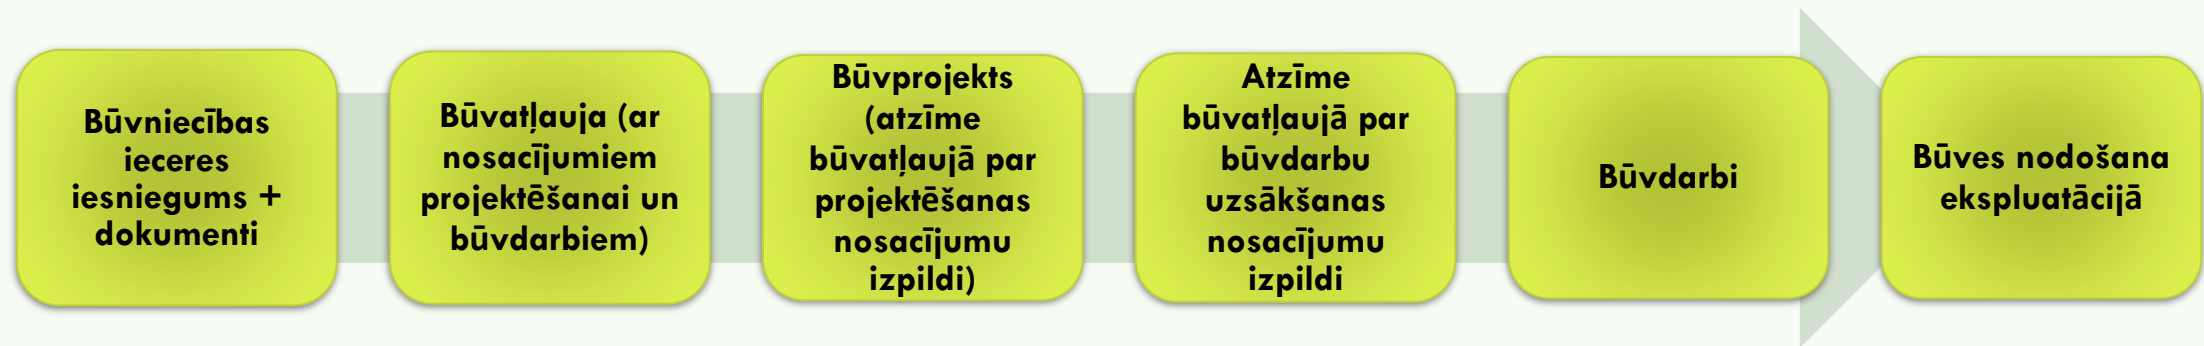 Būvniecības
ieceres
iesniegums +
dokumenti
Būvatļauja (ar
nosacījumiem
projektēšanai un
būvdarbiem)
Būvprojekts
(atzīme
būvatļaujā par
projektēšanas
nosacījumu
izpildi)
Atzīme
būvatļaujā par
būvdarbu
uzsākšanas
nosacījumu
izpildi
Būvdarbi
Būves nodošana
ekspluatācijā